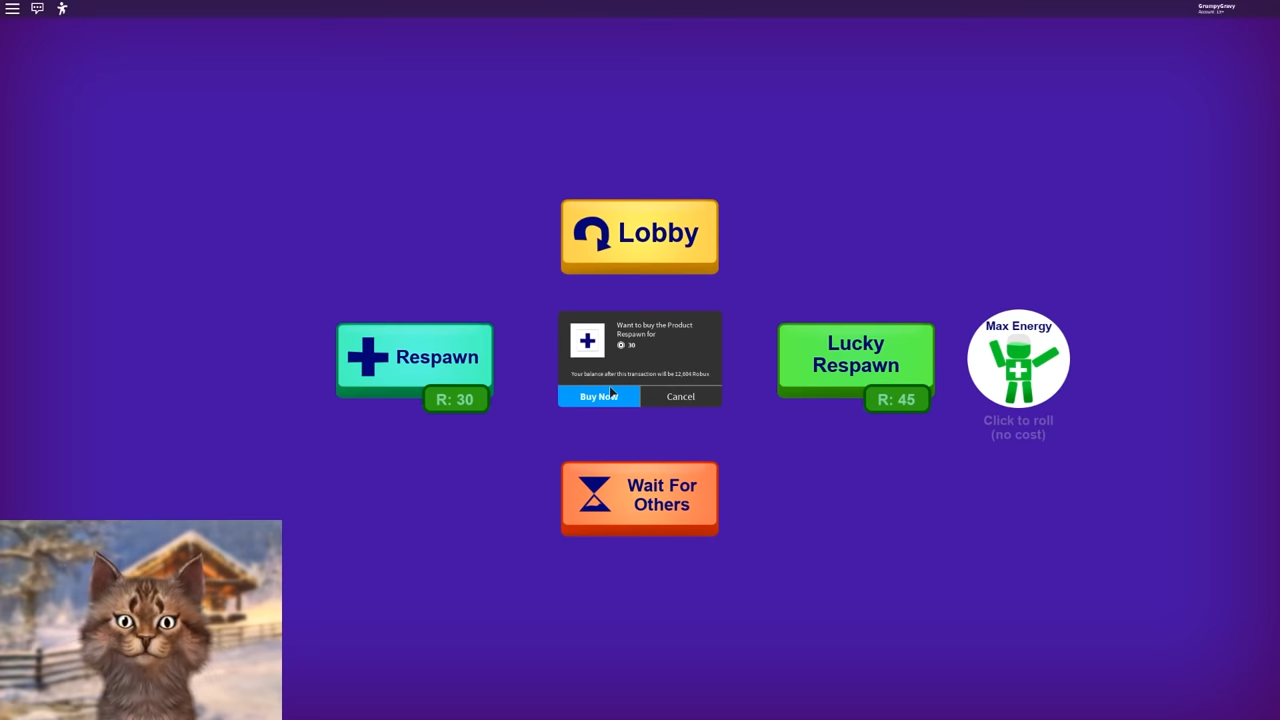 GrumpyGravy
Account: 13+
Lobby
Respawn
R: 30
Want to buy the Product
Respawn for
30
Your balance after this transaction will be 12,604 Robux
Buy Now
Cancel
Lucky
Respawn
R: 45
Max Energy
Click to roll
(no cost)
Wait For
Others